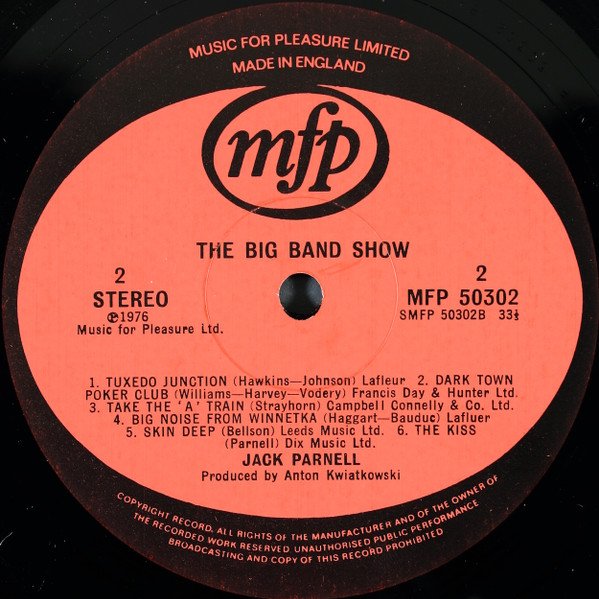 MUSIC FOR PLEASURE LIMITED
MADE IN ENGLAND
mfp
THE BIG BAND SHOW
2
STEREO
℗1976
Music for Pleasure Ltd.
2
MFP 50302
SMFP 50302B 33⅓
1. TUXEDO JUNCTION (Hawkins—Johnson) Lafleur 2. DARK TOWN
POKER CLUB (Williams—Harvey—Vodery) Francis Day & Hunter Ltd.
3. TAKE THE 'A' TRAIN (Strayhorn) Campbell Connelly & Co. Ltd.
4. BIG NOISE FROM WINNETKA (Haggart—Bauduc) Lafluer
5. SKIN DEEP (Bellson) Leeds Music Ltd. 6. THE KISS
(Parnell) Dix Music Ltd.
JACK PARNELL
Produced by Anton Kwiatkowski
COPYRIGHT RECORD. ALL RIGHTS OF THE MANUFACTURER AND OF THE OWNER OF
THE RECORDED WORK RESERVED UNAUTHORISED PUBLIC PERFORMANCE
BROADCASTING AND COPY OF THIS RECORD PROHIBITED